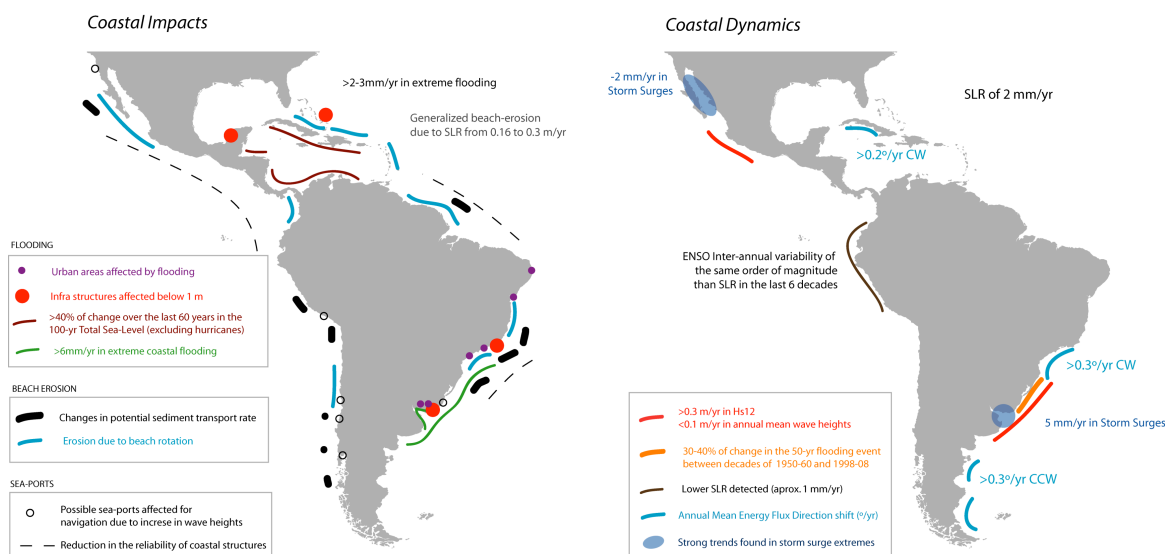 Coastal Impacts
>2-3mm/yr in extreme flooding
Generalized beach-erosion
due to SLR from 0.16 to 0.3 m/yr
FLOODING
Urban areas affected by flooding
Infra structures affected below 1 m
>40% of change over the last 60 years in the
100-yr Total Sea-Level (excluding hurricanes)
>6mm/yr in extreme coastal flooding
BEACH EROSION
Changes in potential sediment transport rate
Erosion due to beach rotation
SEA-PORTS
Possible sea-ports affected for
navigation due to increse in wave heights
Reduction in the reliability of coastal structures
Coastal Dynamics
-2 mm/yr in
Storm Surges
SLR of 2 mm/yr
>0.2º/yr CW
ENSO Inter-annual variability of
the same order of magnitude
than SLR in the last 6 decades
>0.3º/yr CW
5 mm/yr in Storm Surges
>0.3º/yr CCW
>0.3 m/yr in Hs12
<0.1 m/yr in annual mean wave heights
30-40% of change in the 50-yr flooding event
between decades of 1950-60 and 1998-08
Lower SLR detected (aprox. 1 mm/yr)
Annual Mean Energy Flux Direction shift (º/yr)
Strong trends found in storm surge extremes